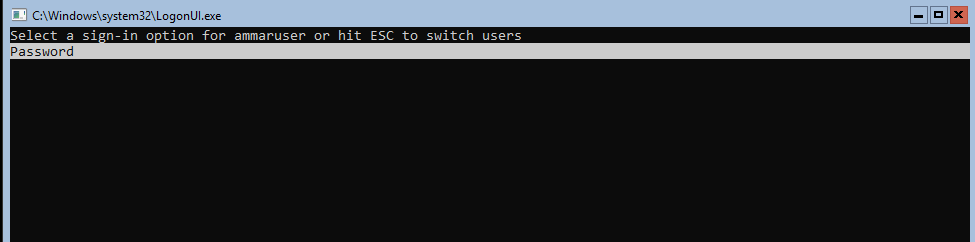 C:\Windows\system32\LogonUI.exe
Select a sign-in option for ammaruser or hit ESC to switch users
Password